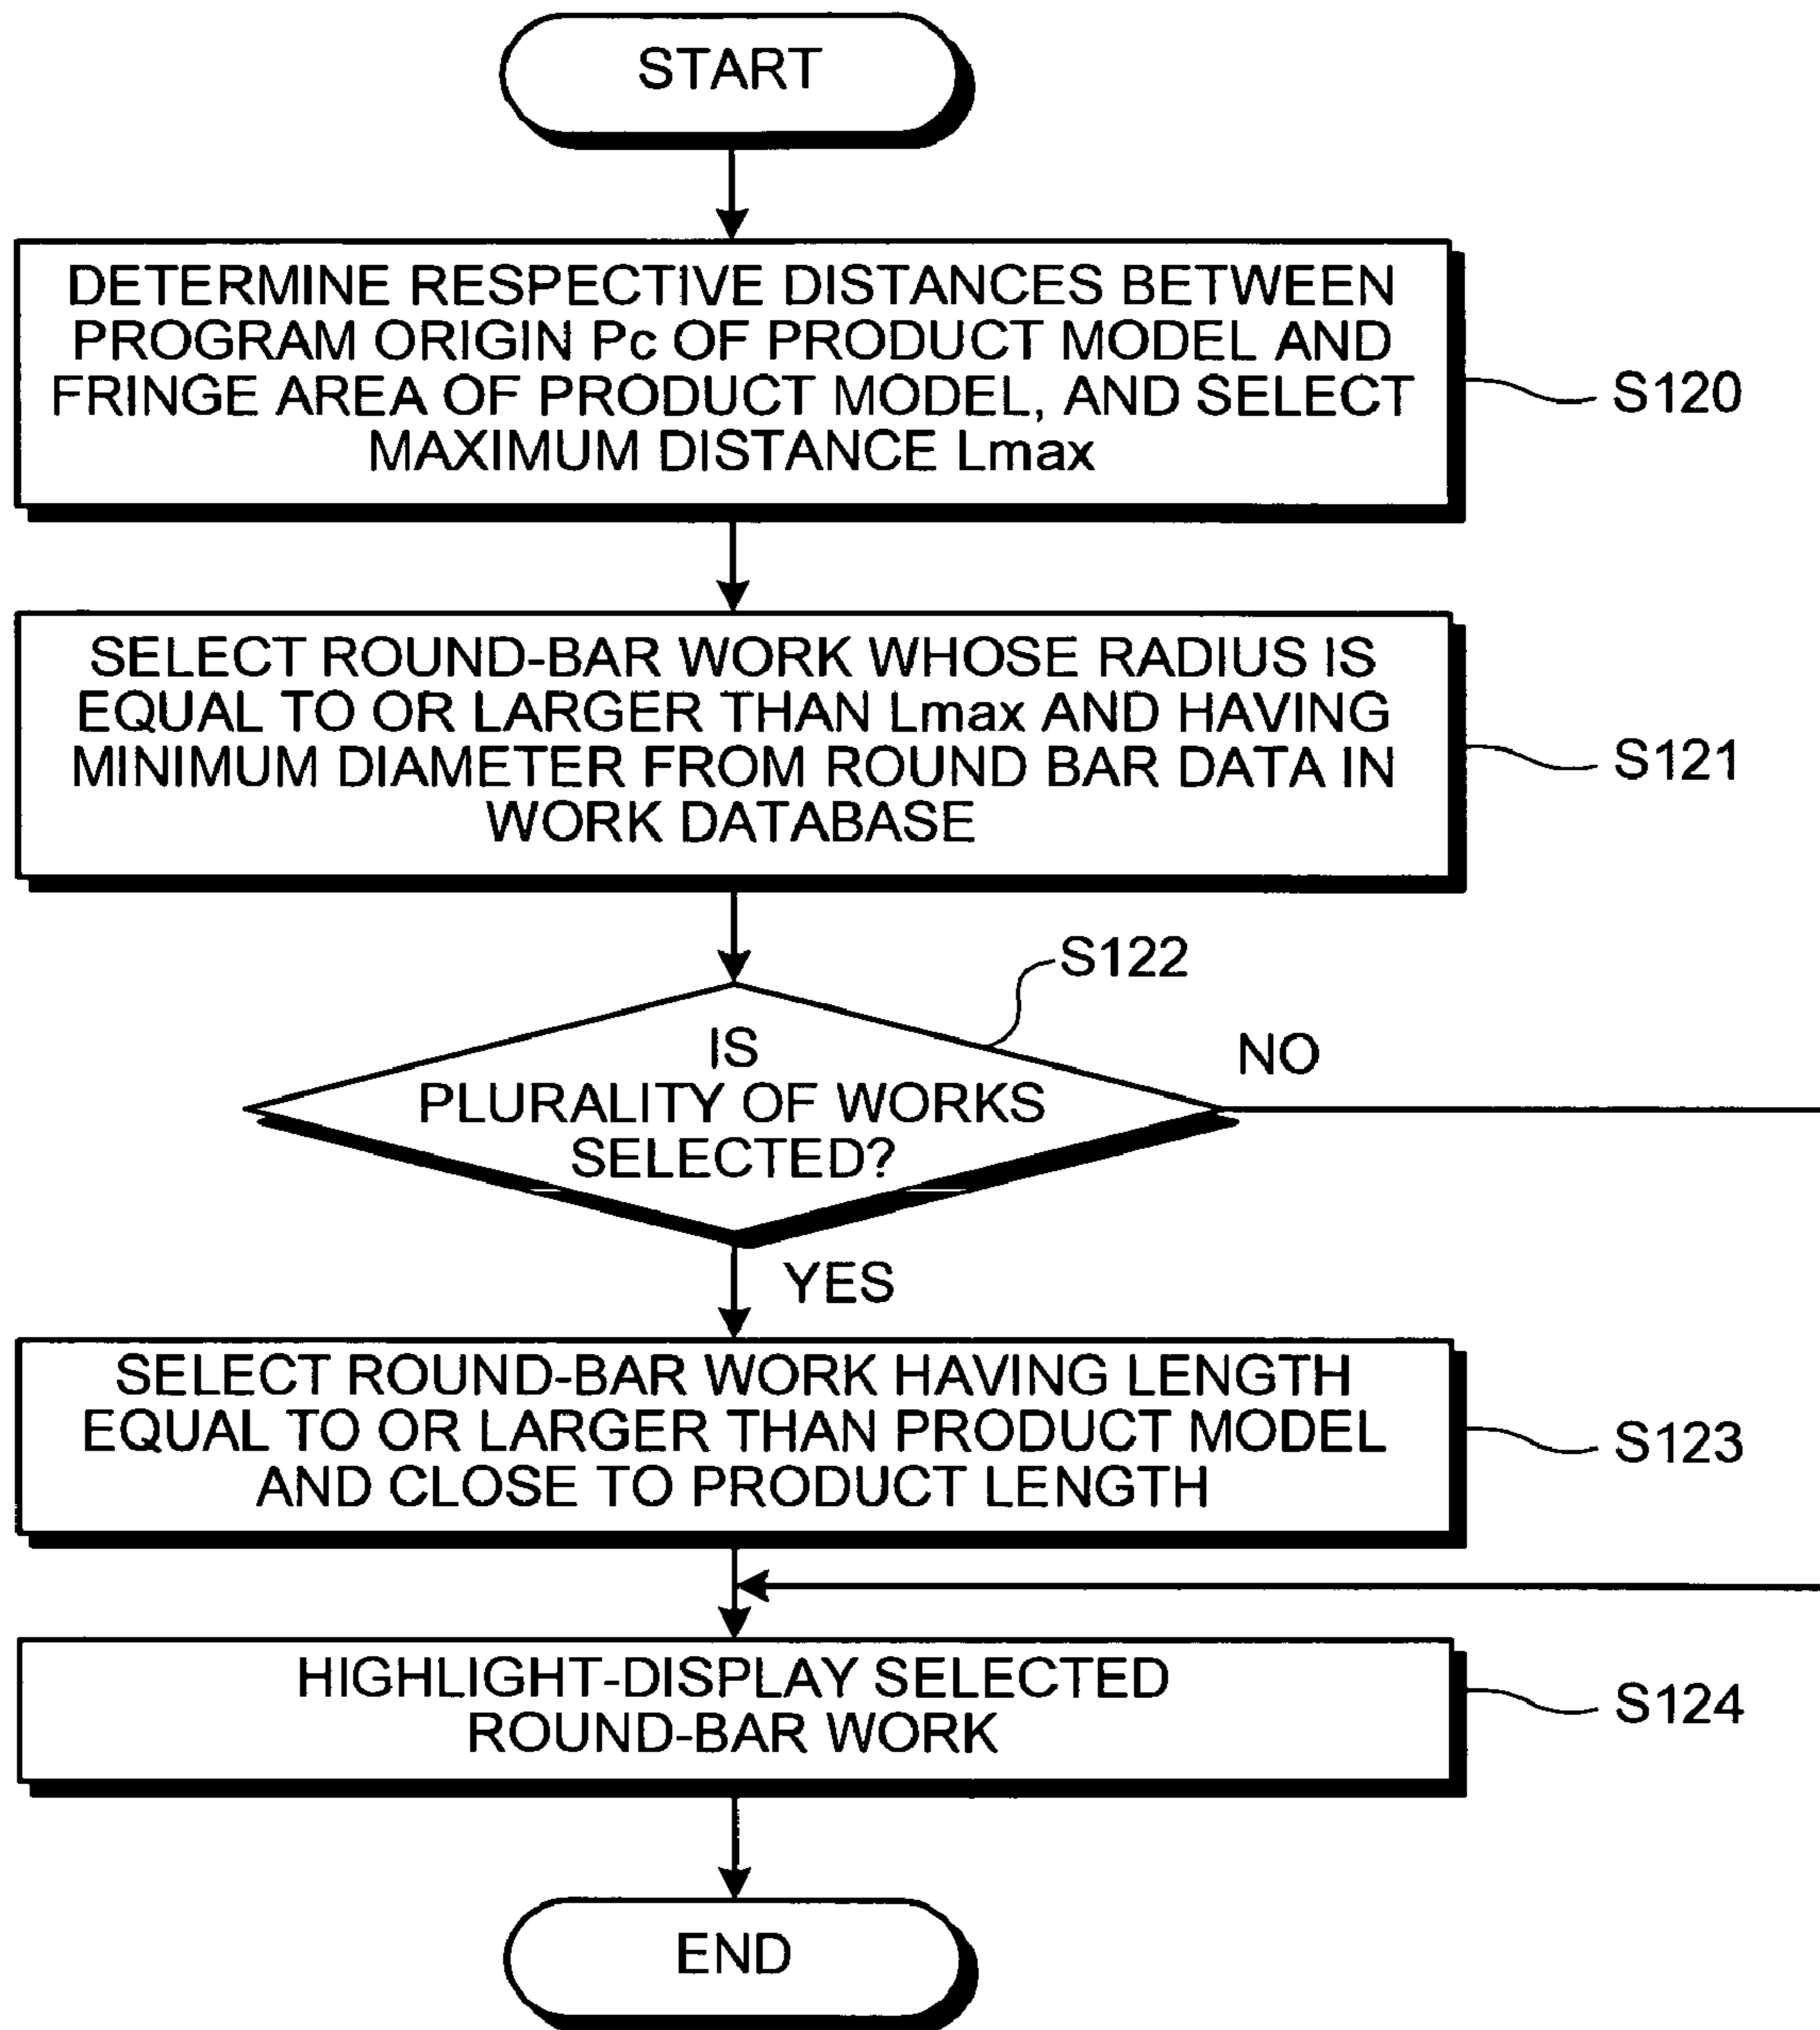 START
DETERMINE RESPECTIVE DISTANCES BETWEEN
PROGRAM ORIGIN Pc OF PRODUCT MODEL AND
FRINGE AREA OF PRODUCT MODEL, AND SELECT
MAXIMUM DISTANCE Lmax
S120
SELECT ROUND-BAR WORK WHOSE RADIUS IS
EQUAL TO OR LARGER THAN Lmax AND HAVING
MINIMUM DIAMETER FROM ROUND BAR DATA IN
WORK DATABASE
S121
S122
IS
PLURALITY OF WORKS
SELECTED?
NO
YES
SELECT ROUND-BAR WORK HAVING LENGTH
EQUAL TO OR LARGER THAN PRODUCT MODEL
AND CLOSE TO PRODUCT LENGTH
S123
HIGHLIGHT-DISPLAY SELECTED
ROUND-BAR WORK
S124
END